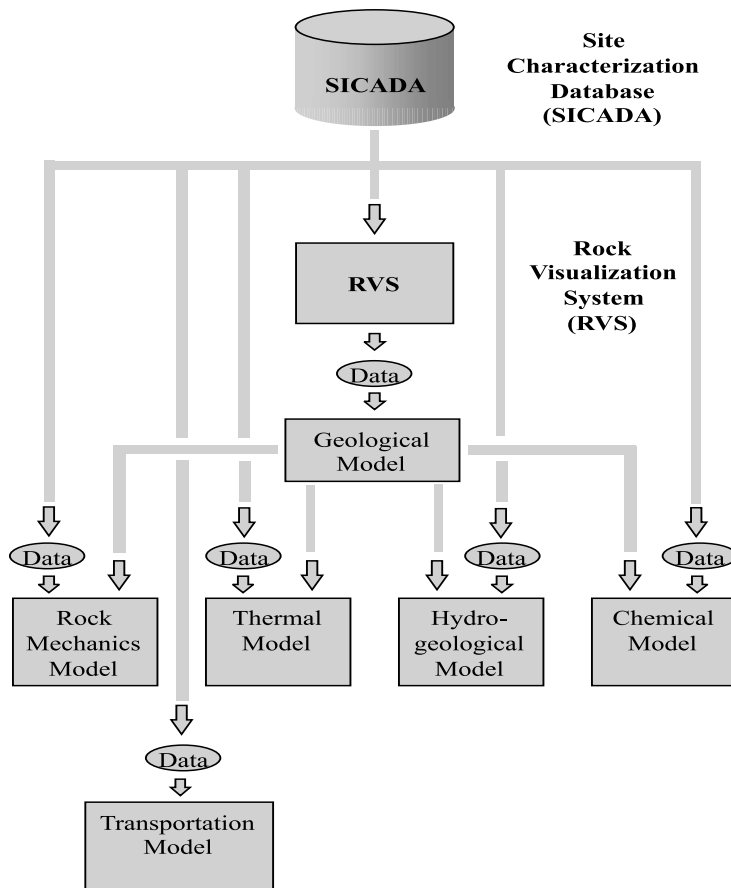 SICADA
Site
Characterization
Database
(SICADA)
RVS
Rock
Visualization
System
(RVS)
Data
Geological
Model
Data
Data
Data
Data
Rock
Mechanics
Model
Thermal
Model
Hydro-
geological
Model
Chemical
Model
Data
Transportation
Model